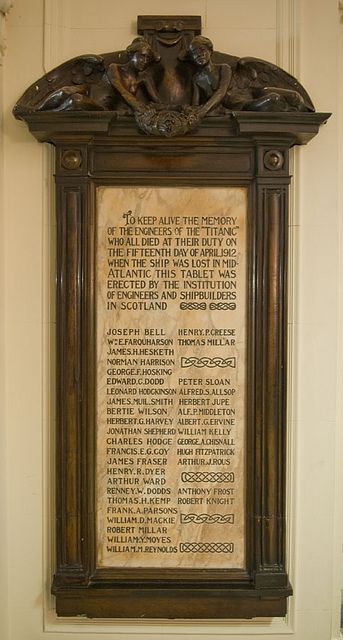 TO KEEP ALIVE THE MEMORY
OF THE ENGINEERS OF THE "TITANIC"
WHO ALL DIED AT THEIR DUTY ON
THE FIFTEENTH DAY OF APRIL.1912.
WHEN THE SHIP WAS LOST IN MID-
ATLANTIC THIS TABLET WAS
ERECTED BY THE INSTITUTION
OF ENGINEERS AND SHIPBUILDERS
IN SCOTLAND
JOSEPH BELL
WM E.FARQUHARSON
JAMES.H.HESKETH
NORMAN HARRISON
GEORGE.F.HOSKING
EDWARD.C.DODD
LEONARD HODGKINSON
JAMES.MUIL.SMITH
BERTIE WILSON
HERBERT.G.HARVEY
JONATHAN SHEPHERD
CHARLES HODGE
FRANCIS.E.G.COY
JAMES FRASER
HENRY.R.DYER
ARTHUR WARD
RENNEY.W.DODDS
THOMAS.H.KEMP
FRANK.A.PARSONS
WILLIAM.D.MACKIE
ROBERT MILLAR
WILLIAM.Y.MOYES
WILLIAM.M.REYNOLDS
HENRY.P.CREESE
THOMAS MILLAR
PETER SLOAN
ALFRED.S.ALLSOP
HERBERT JUPE
ALF.P.MIDDLETON
ALBERT.G.ERVINE
WILLIAM KELLY
GEORGE.A.CHISNALL
HUGH FITZPATRICK
ARTHUR.J.ROUS
ANTHONY FROST
ROBERT KNIGHT